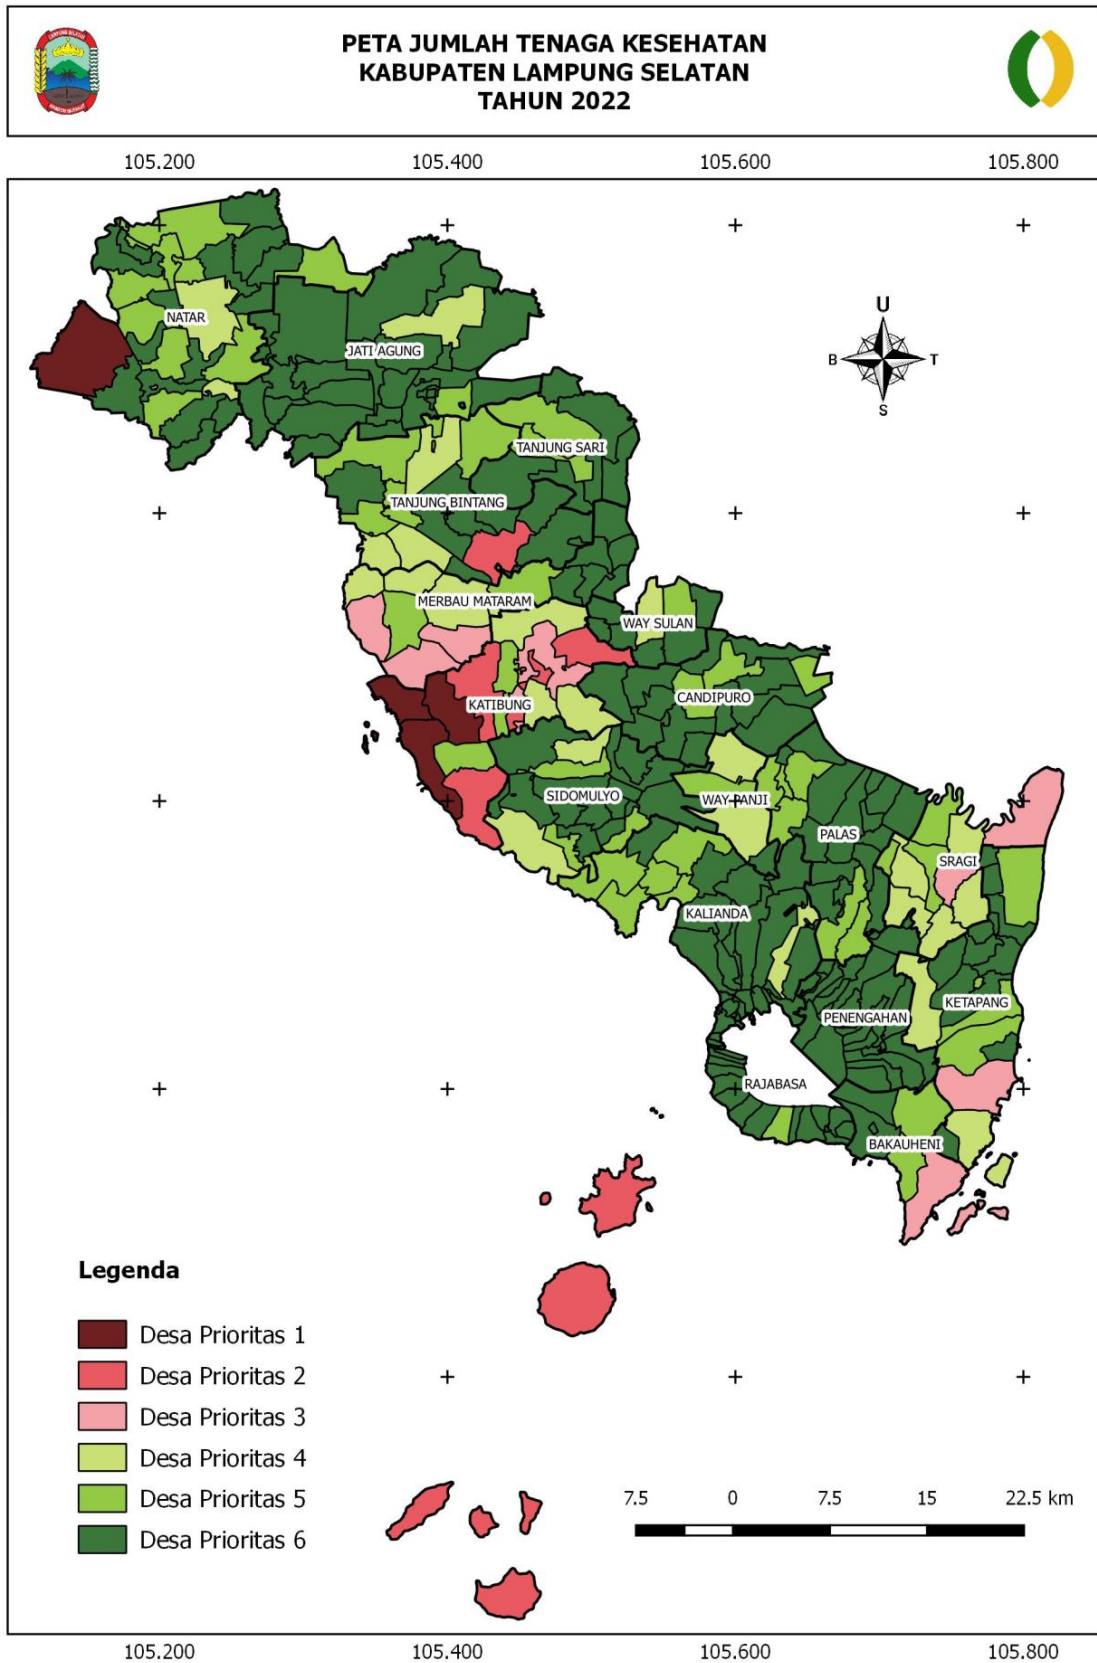 PETA JUMLAH TENAGA KESEHATAN
KABUPATEN LAMPUNG SELATAN
TAHUN 2022
105.200 105.400 105.600 105.800
U
B T
S
NATAR
JATI AGUNG
TANJUNG SARI
TANJUNG BINTANG
MERBAU MATARAM
WAY SULAN
CANDIPURO
KATIBUNG
SIDOMULYO
WAY PANJI
PALAS
SRAGI
KALIANDA
KETAPANG
PENENGAHAN
RAJABASA
BAKAUHENI
Legenda
Desa Prioritas 1
Desa Prioritas 2
Desa Prioritas 3
Desa Prioritas 4
Desa Prioritas 5
Desa Prioritas 6
7.5 0 7.5 15 22.5 km
105.200 105.400 105.600 105.800